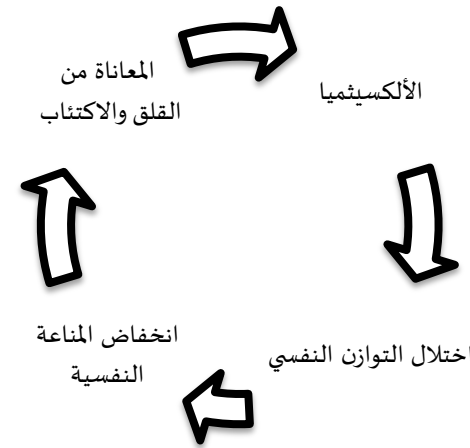 المعاناة من
القلق والاكتئاب
الألكسيثميا
اختلال التوازن النفسي
انخفاض المناعة
النفسية